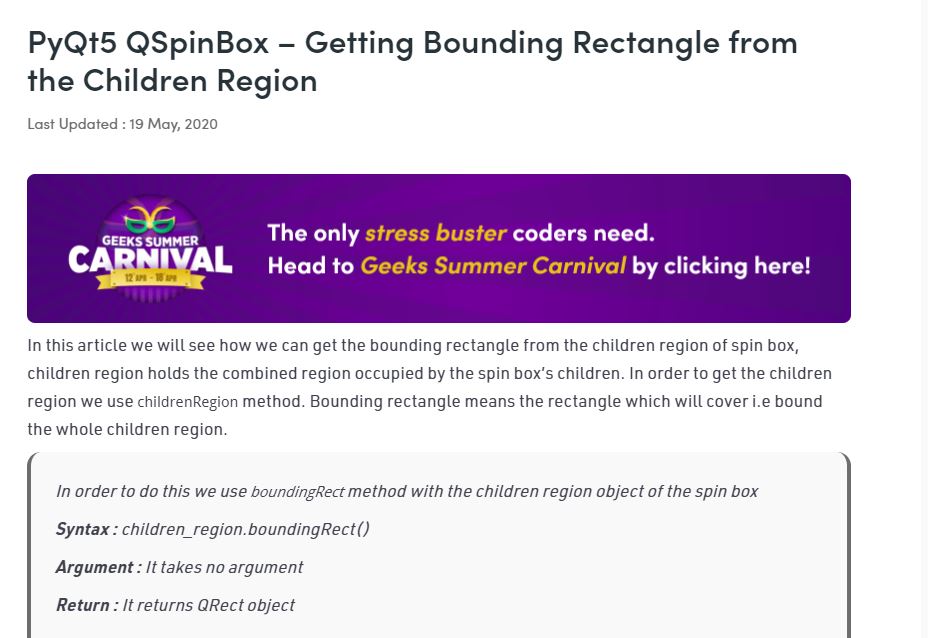 PyQt5 QSpinBox – Getting Bounding Rectangle from
the Children Region
Last Updated : 19 May, 2020
GEEKS SUMMER
CARNIVAL
12 APR - 18 APR
The only stress buster coders need.
Head to Geeks Summer Carnival by clicking here!
In this article we will see how we can get the bounding rectangle from the children region of spin box,
children region holds the combined region occupied by the spin box's children. In order to get the children
region we use childrenRegion method. Bounding rectangle means the rectangle which will cover i.e bound
the whole children region.
In order to do this we use boundingRect method with the children region object of the spin box
Syntax : children_region.boundingRect()
Argument : It takes no argument
Return : It returns QRect object